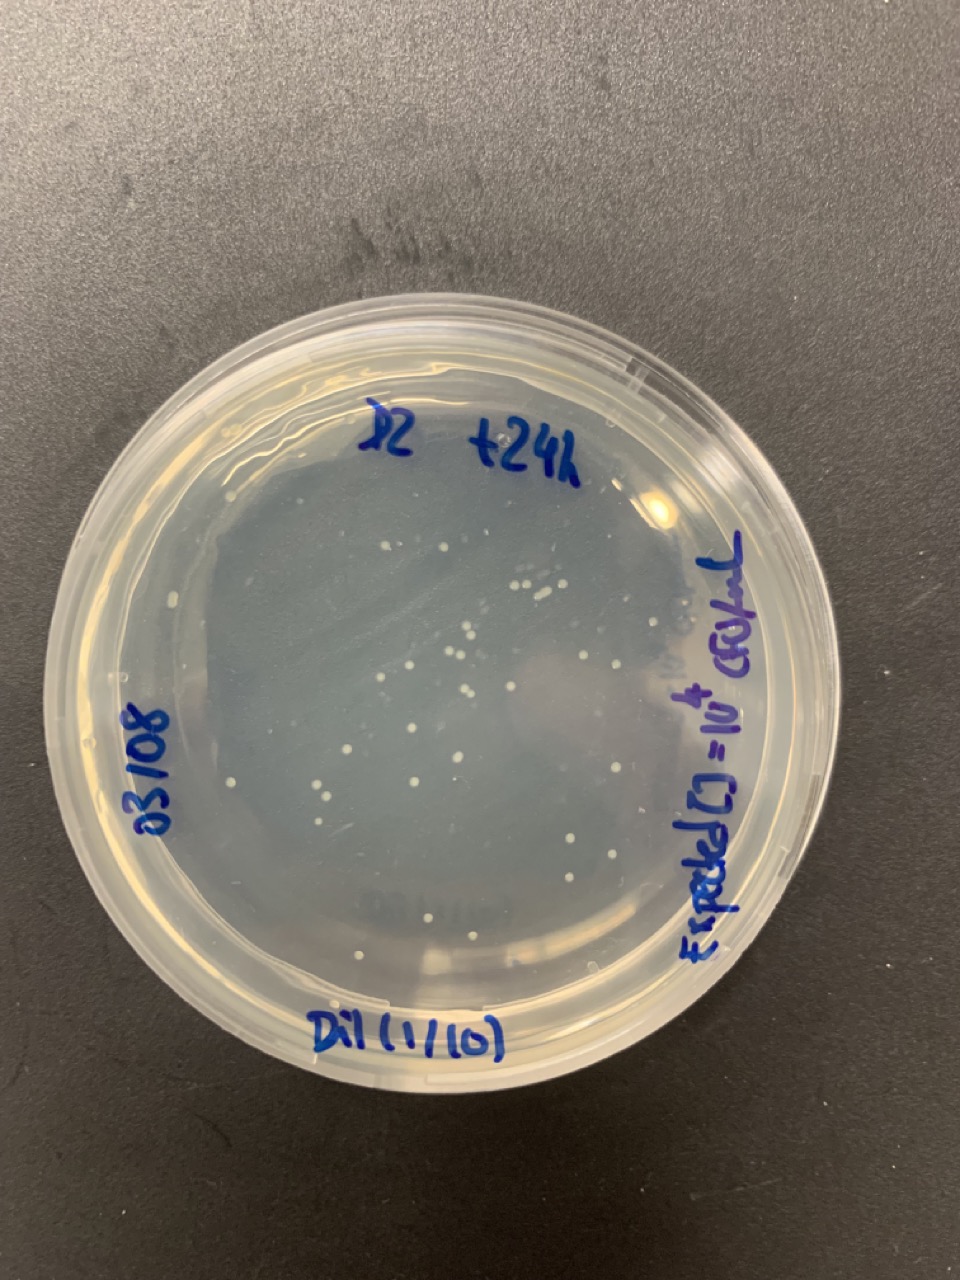 D2 t24h
03/08
Expected [] = 10⁴ CFU/mL
Dil (1/10)